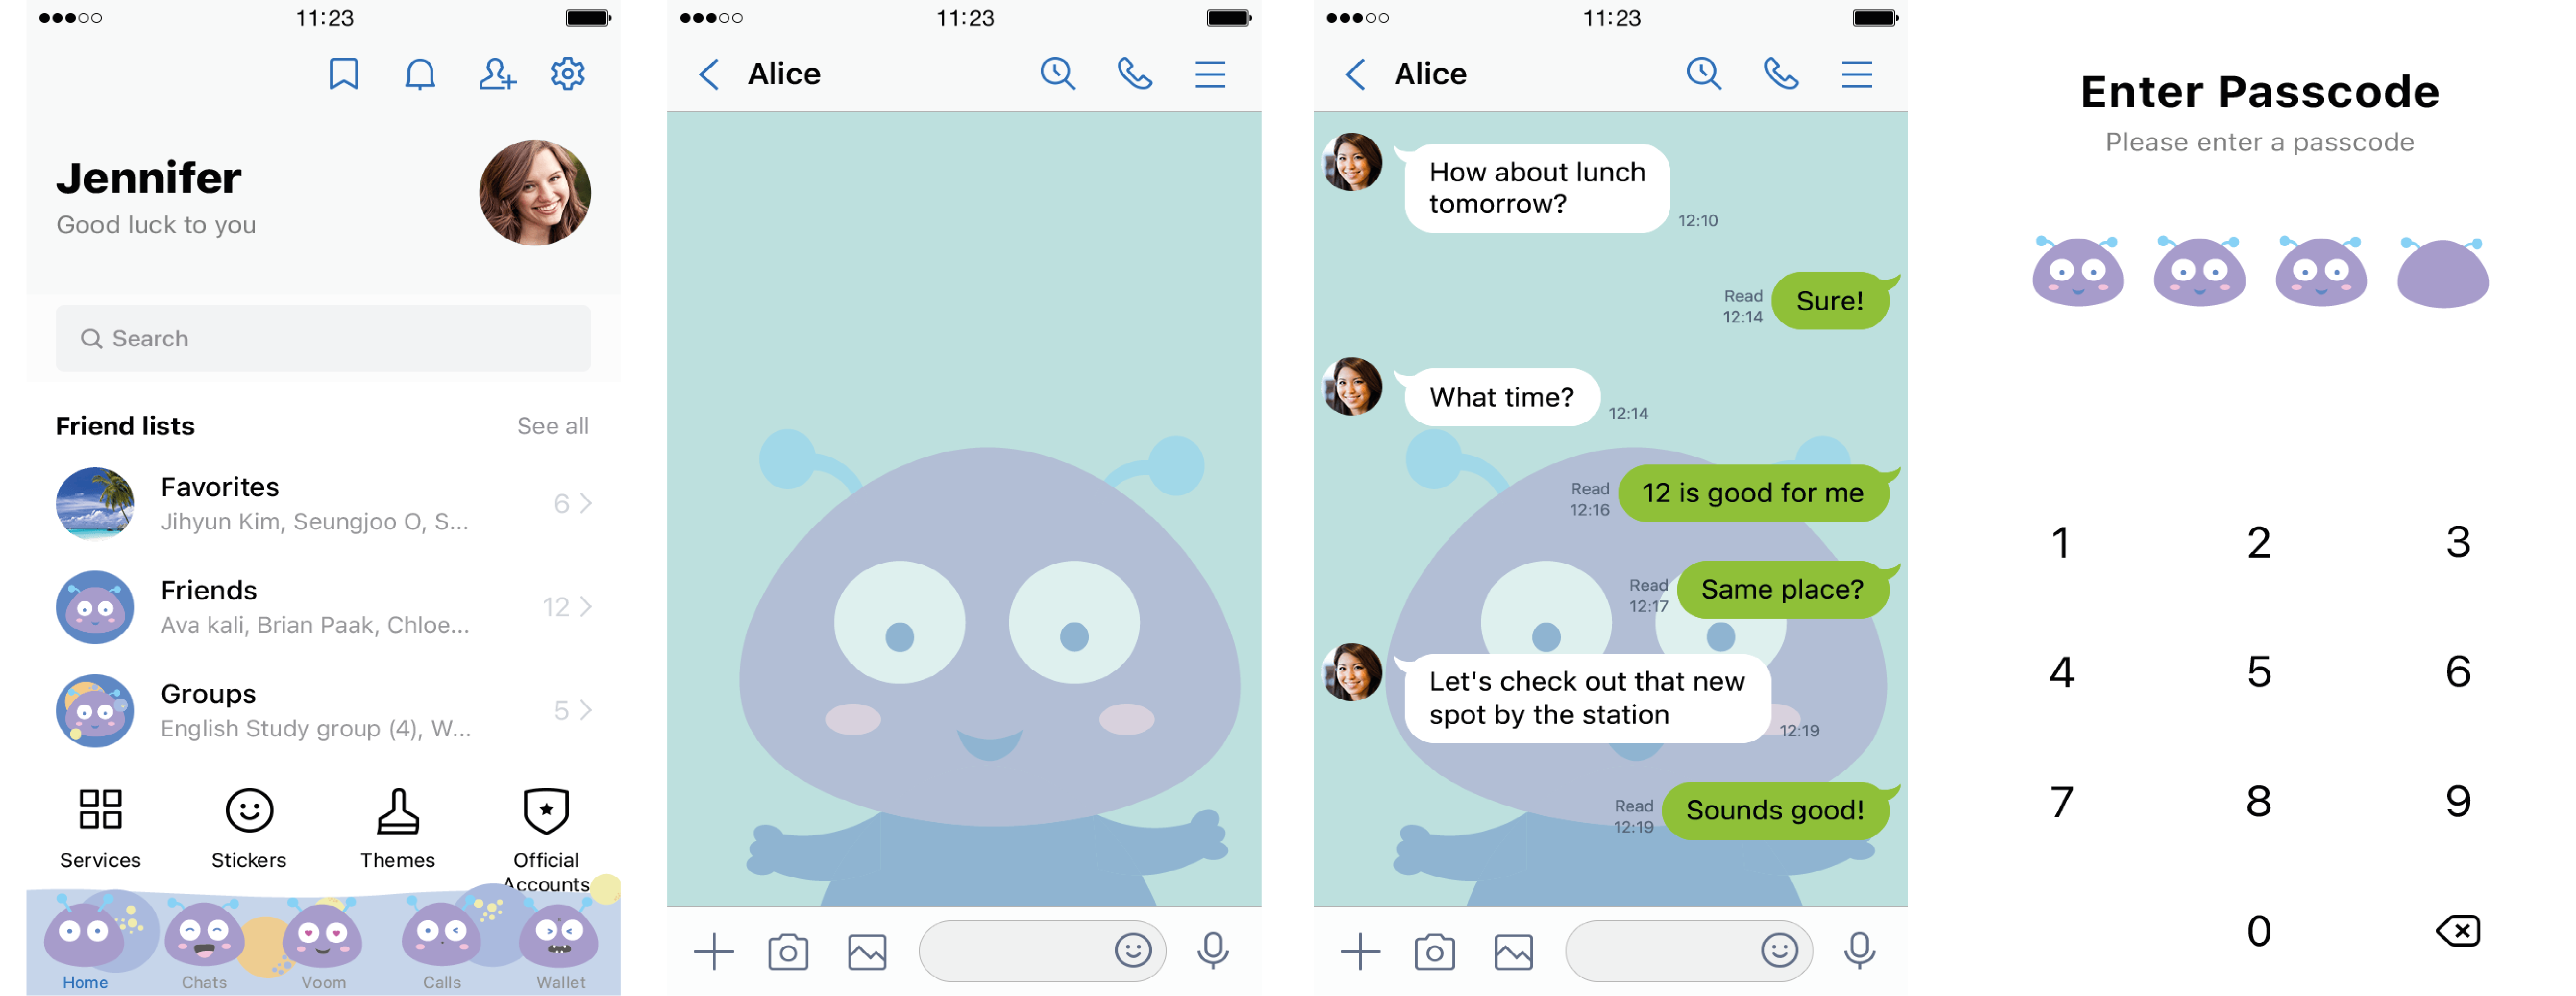 11:23
Jennifer
Good luck to you
Search
Friend lists See all
Favorites
Jihyun Kim, Seungjoo O, S...
6
Friends
Ava kali, Brian Paak, Chloe...
12
Groups
English Study group (4), W...
5
Services Stickers Themes Official
Accounts
Home Chats Voom Calls Wallet
11:23
Alice
11:23
Alice
How about lunch
tomorrow?
12:10
Read
12:14
Sure!
What time?
12:14
Read
12:16
12 is good for me
Read
12:17
Same place?
Let's check out that new
spot by the station
12:19
Read
12:19
Sounds good!
Enter Passcode
Please enter a passcode
1 2 3
4 5 6
7 8 9
0